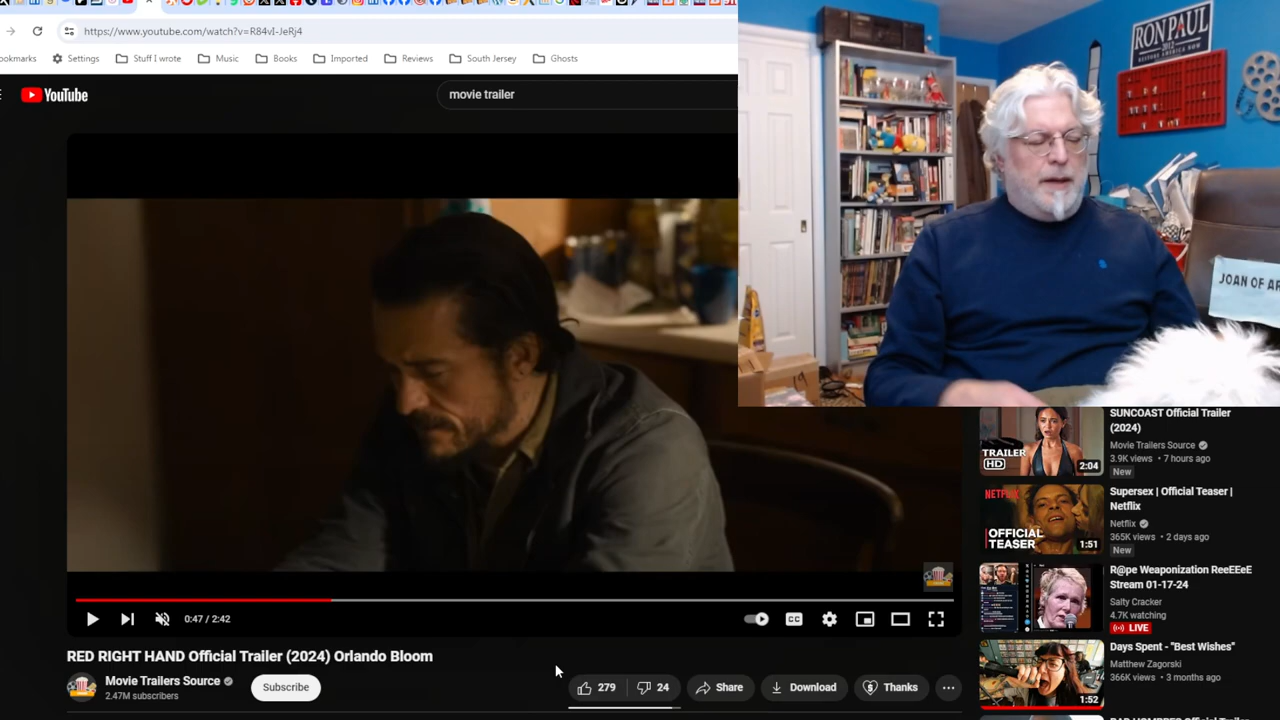 https://www.youtube.com/watch?v=R84vI-JeRj4
ookmarks
Settings
Stuff I wrote
Music
Books
Imported
Reviews
South Jersey
Ghosts
YouTube
movie trailer
RON PAUL
2012
JOAN OF AR
0:47 / 2:42
CC
RED RIGHT HAND Official Trailer (2024) Orlando Bloom
Movie Trailers Source
2.47M subscribers
Subscribe
279
24
Share
Download
Thanks
TRAILER
HD
2:04
SUNCOAST Official Trailer
(2024)
Movie Trailers Source
3.9K views • 7 hours ago
New
NETFLIX
OFFICIAL
TEASER
1:51
Supersex | Official Teaser |
Netflix
Netflix
365K views • 2 days ago
New
R@pe Weaponization ReeEEeE
Stream 01-17-24
Salty Cracker
4.7K watching
LIVE
1:52
Days Spent - "Best Wishes"
Matthew Zagorski
366K views • 3 months ago